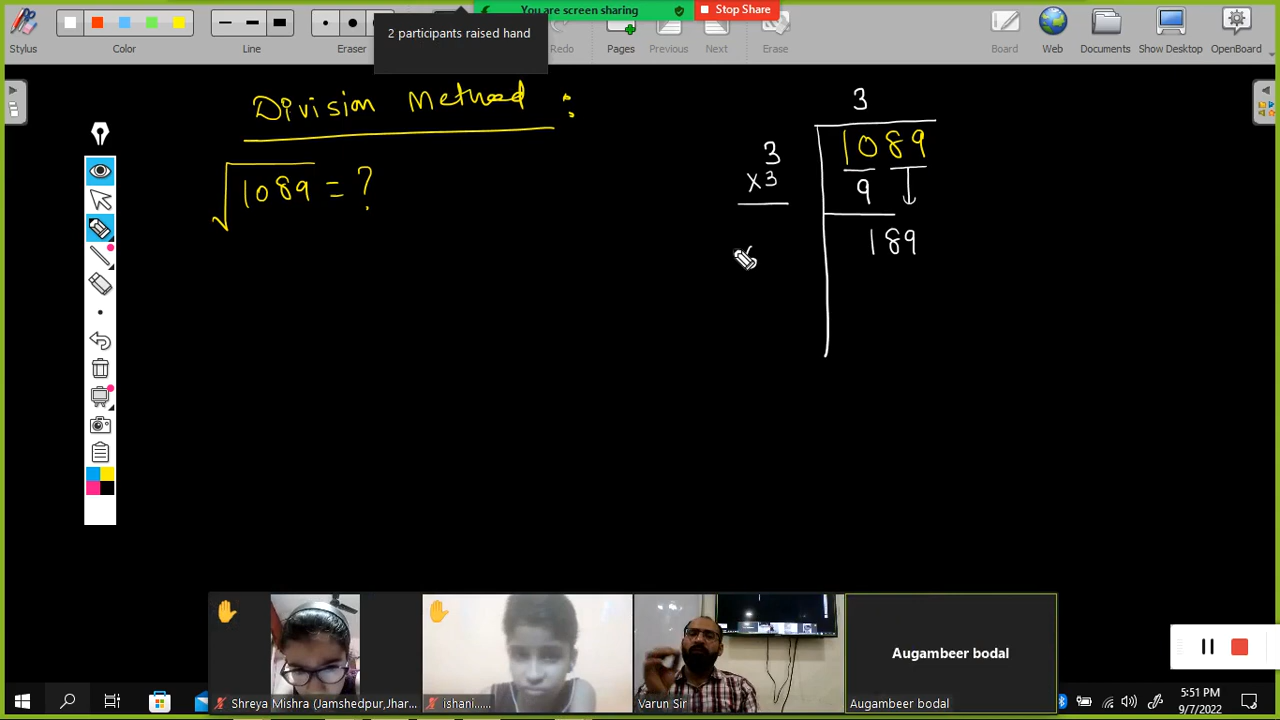 You are screen sharing
Stop Share
2 participants raised hand
Stylus
Color
Line
Eraser
Redo
Pages
Previous
Next
Erase
Board
Web
Documents
Show Desktop
OpenBoard
Division Method :
√1089 = ?
3
3
1089
×3
9
189
Shreya Mishra (Jamshedpur,Jhar...
ishani......
Varun Sir
Augambeer bodal
Augambeer bodal
5:51 PM
9/7/2022